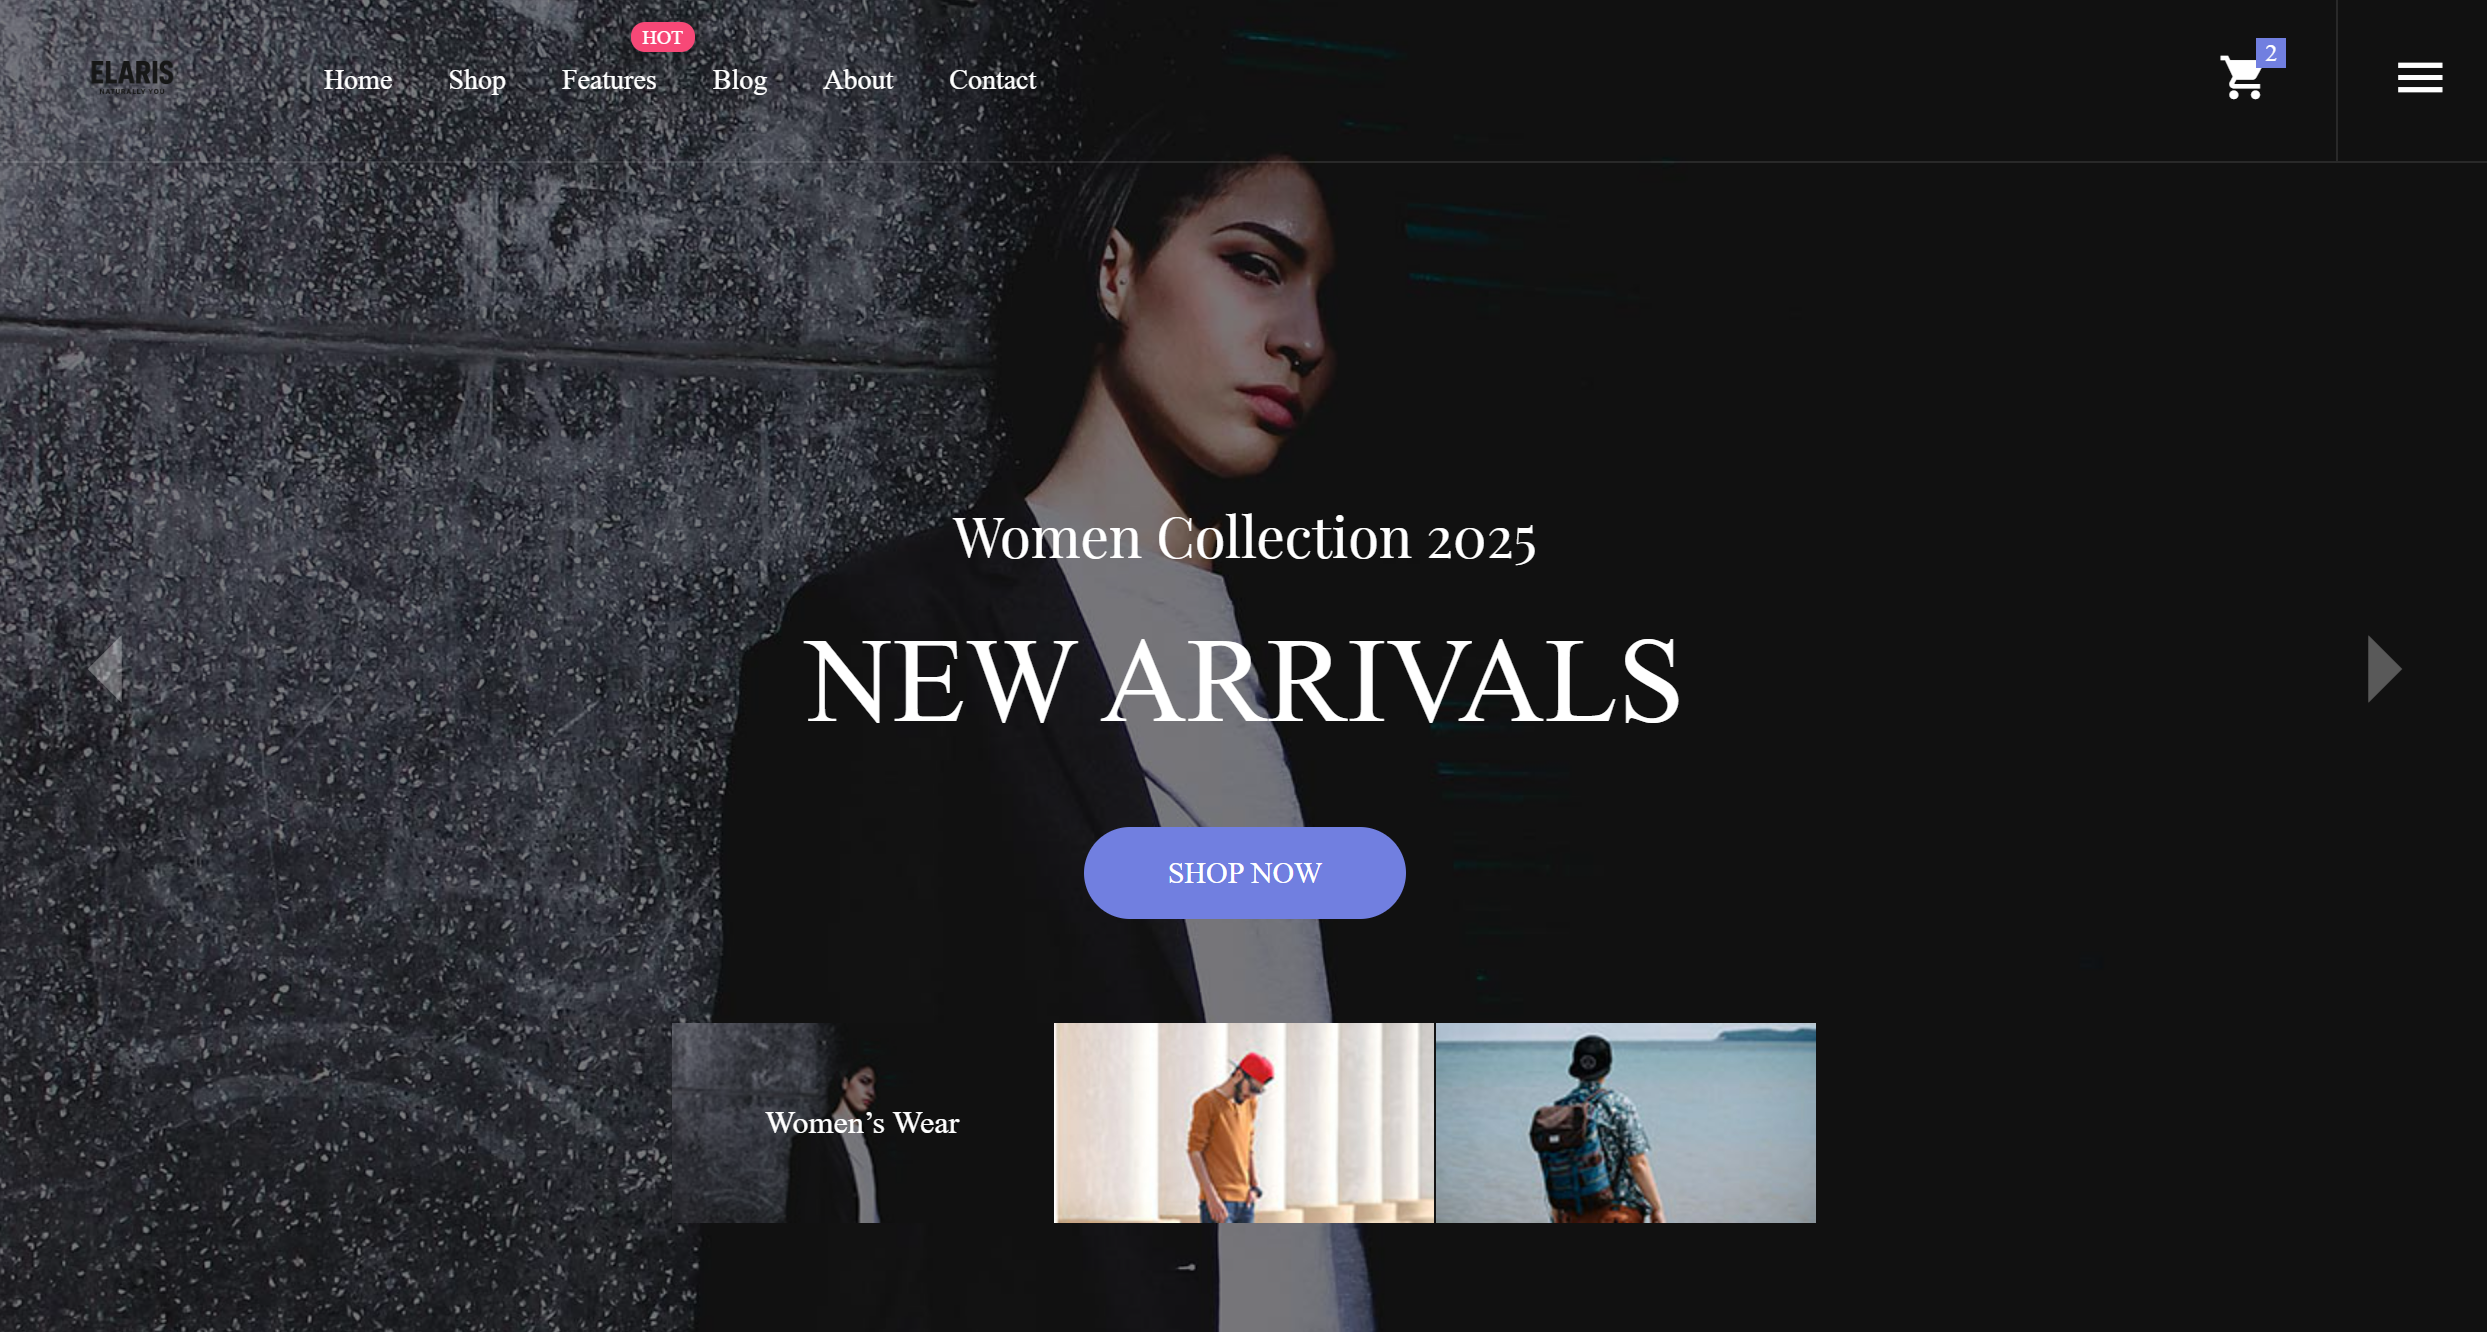 ELARIS
NATURALLY YOU
Home
Shop
HOT
Features
Blog
About
Contact
2
Women Collection 2025
NEW ARRIVALS
SHOP NOW
Women’s Wear